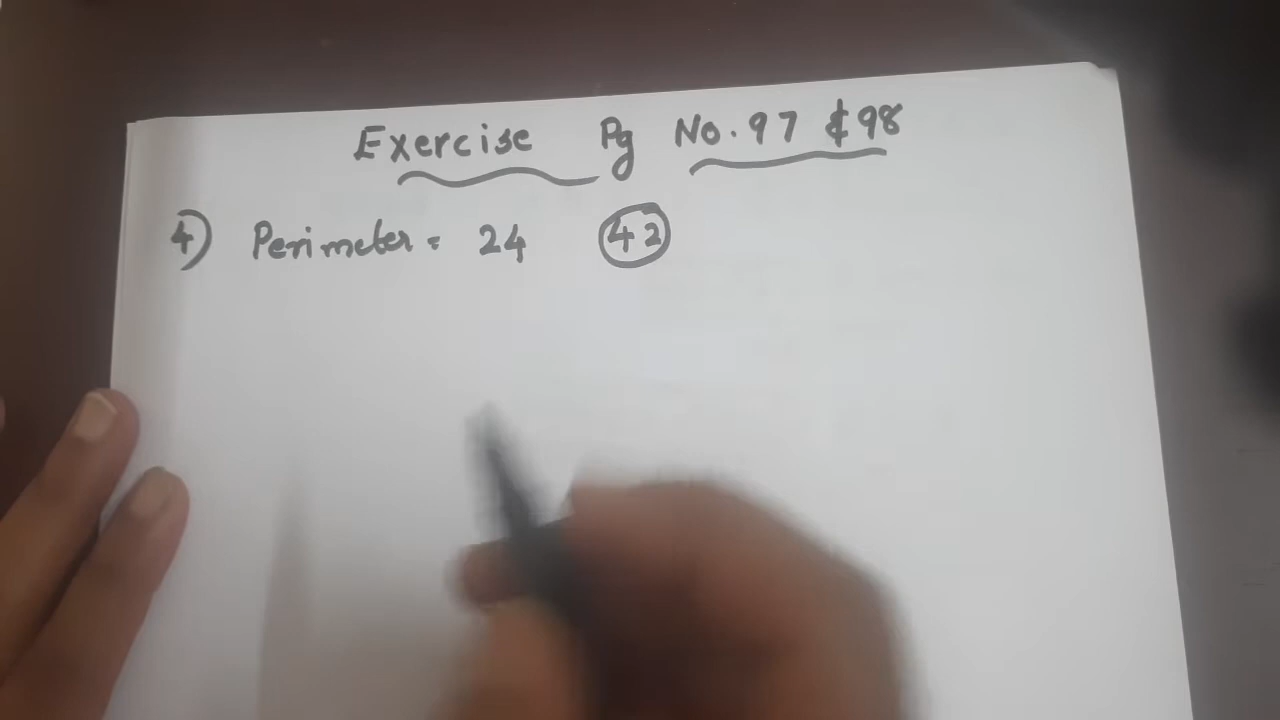 Exercise Pg No. 97 & 98
4) Perimeter = 24 42